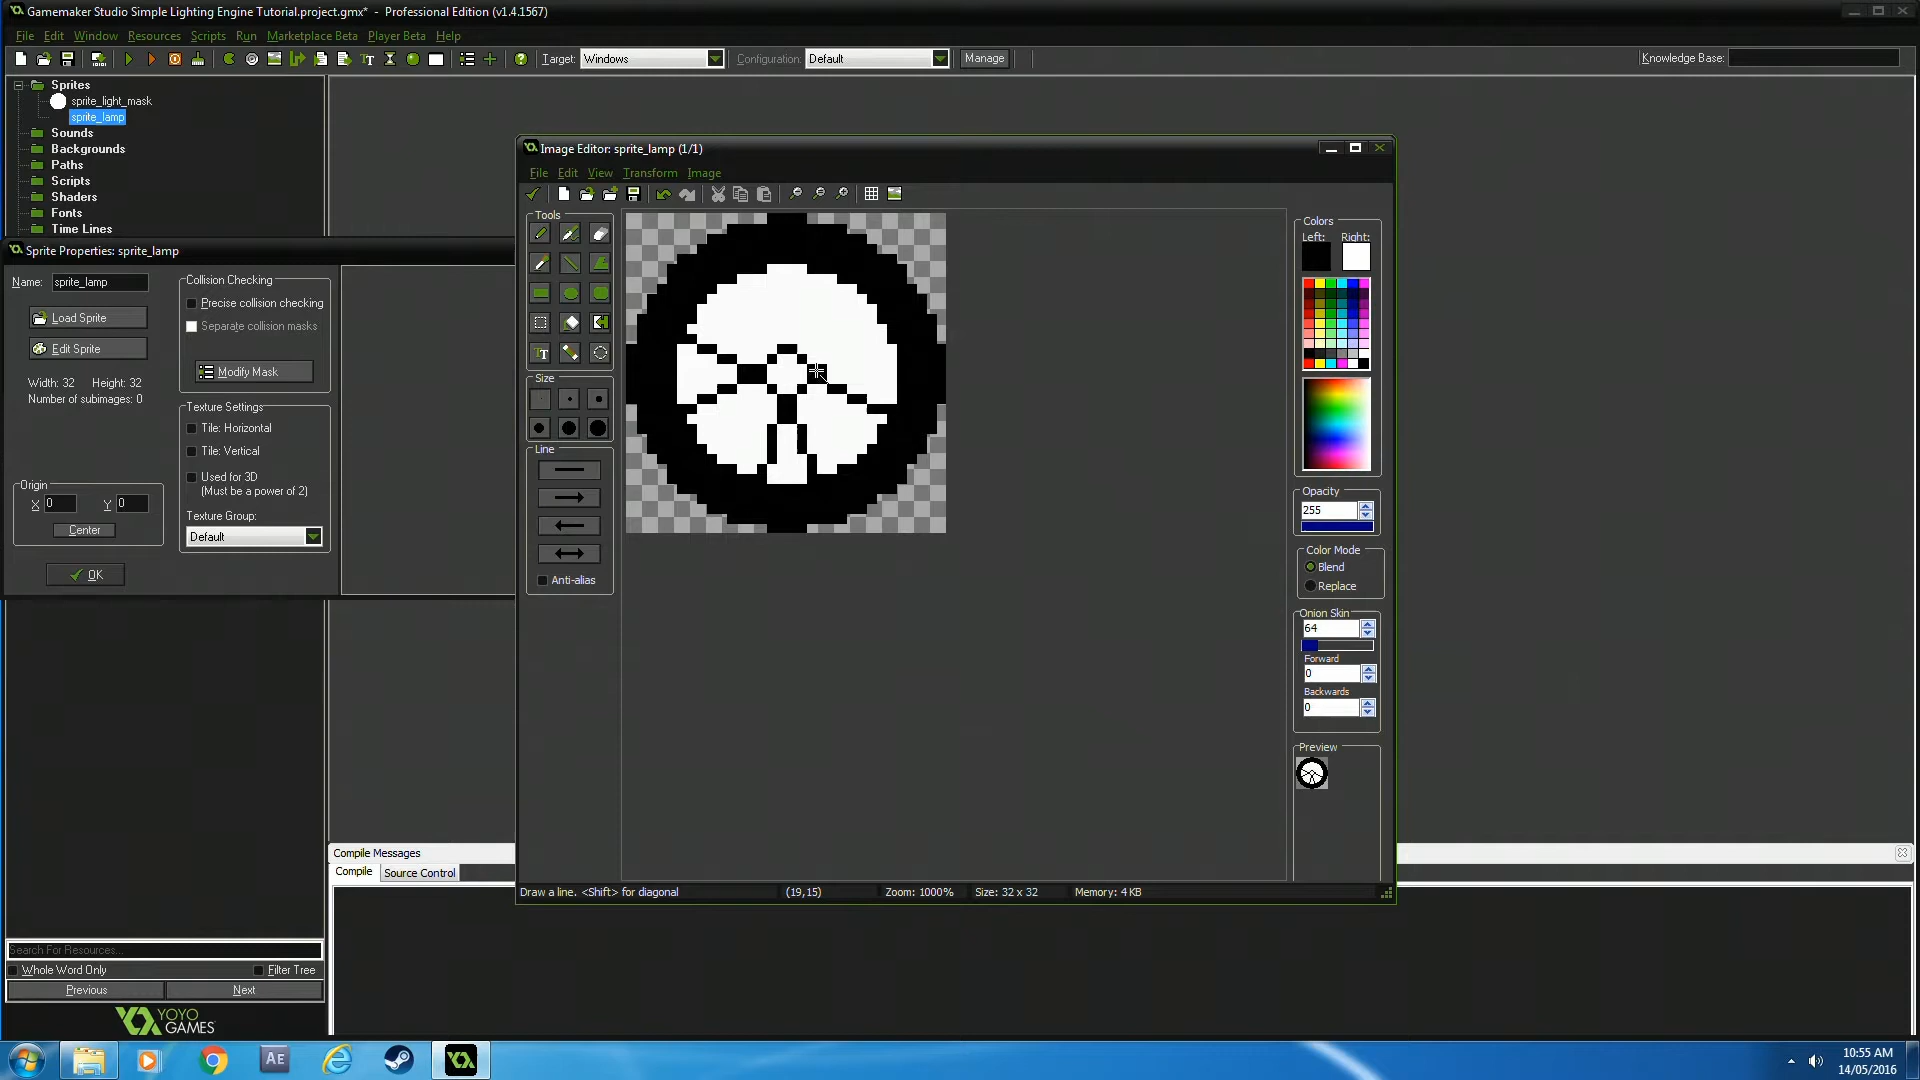 Gamemaker Studio Simple Lighting Engine Tutorial.project.gmx* - Professional Edition (v1.4.1567)
File Edit Window Resources Scripts Run Marketplace Beta Player Beta Help
Target: Windows Configuration: Default Manage Knowledge Base:
Sprites
sprite_light_mask
sprite_lamp
Sounds
Backgrounds
Paths
Scripts
Shaders
Fonts
Time Lines
Sprite Properties: sprite_lamp
Name: sprite_lamp
Load Sprite
Edit Sprite
Width: 32 Height: 32
Number of subimages: 0
Origin
X 0 Y 0
Center
OK
Collision Checking
Precise collision checking
Separate collision masks
Modify Mask
Texture Settings
Tile: Horizontal
Tile: Vertical
Used for 3D
(Must be a power of 2)
Texture Group:
Default
Image Editor: sprite_lamp (1/1)
File Edit View Transform Image
Tools
Size
Line
Anti-alias
Colors
Left: Right:
Opacity
255
Color Mode
Blend
Replace
Onion Skin
64
Forward
0
Backwards
0
Preview
Draw a line. <Shift> for diagonal (19,15) Zoom: 1000% Size: 32 x 32 Memory: 4 KB
Compile Messages
Compile Source Control
Search For Resources...
Whole Word Only Filter Tree
Previous Next
YOYO
GAMES
AE
10:55 AM
14/05/2016